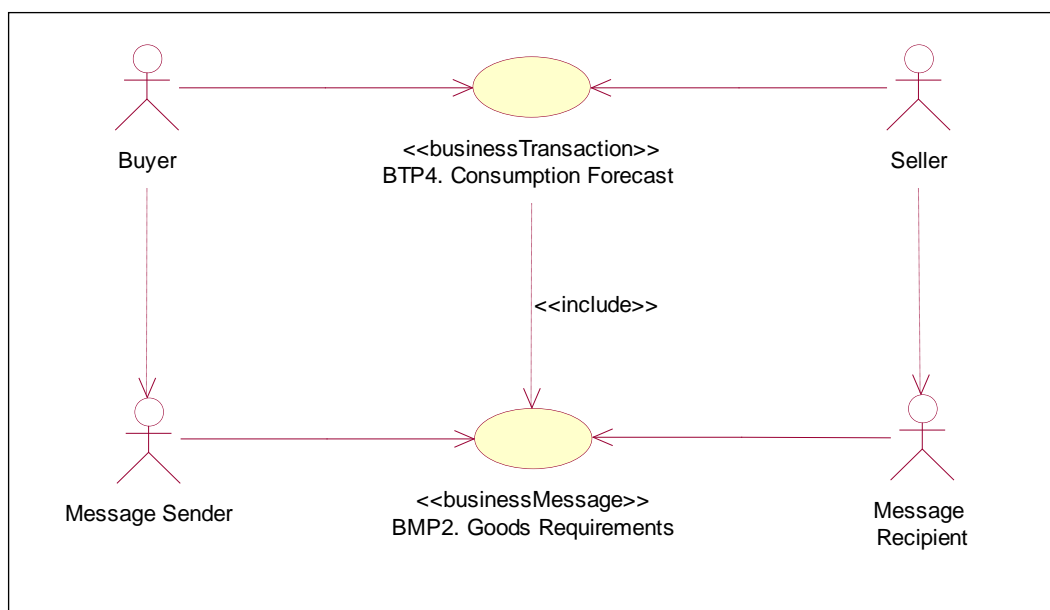 <<businessTransaction>>
Buyer
Seller
BTP4. Consumption Forecast
<<include>>
<<businessMessage>>
Message Sender
Message
BMP2. Goods Requirements
Recipient